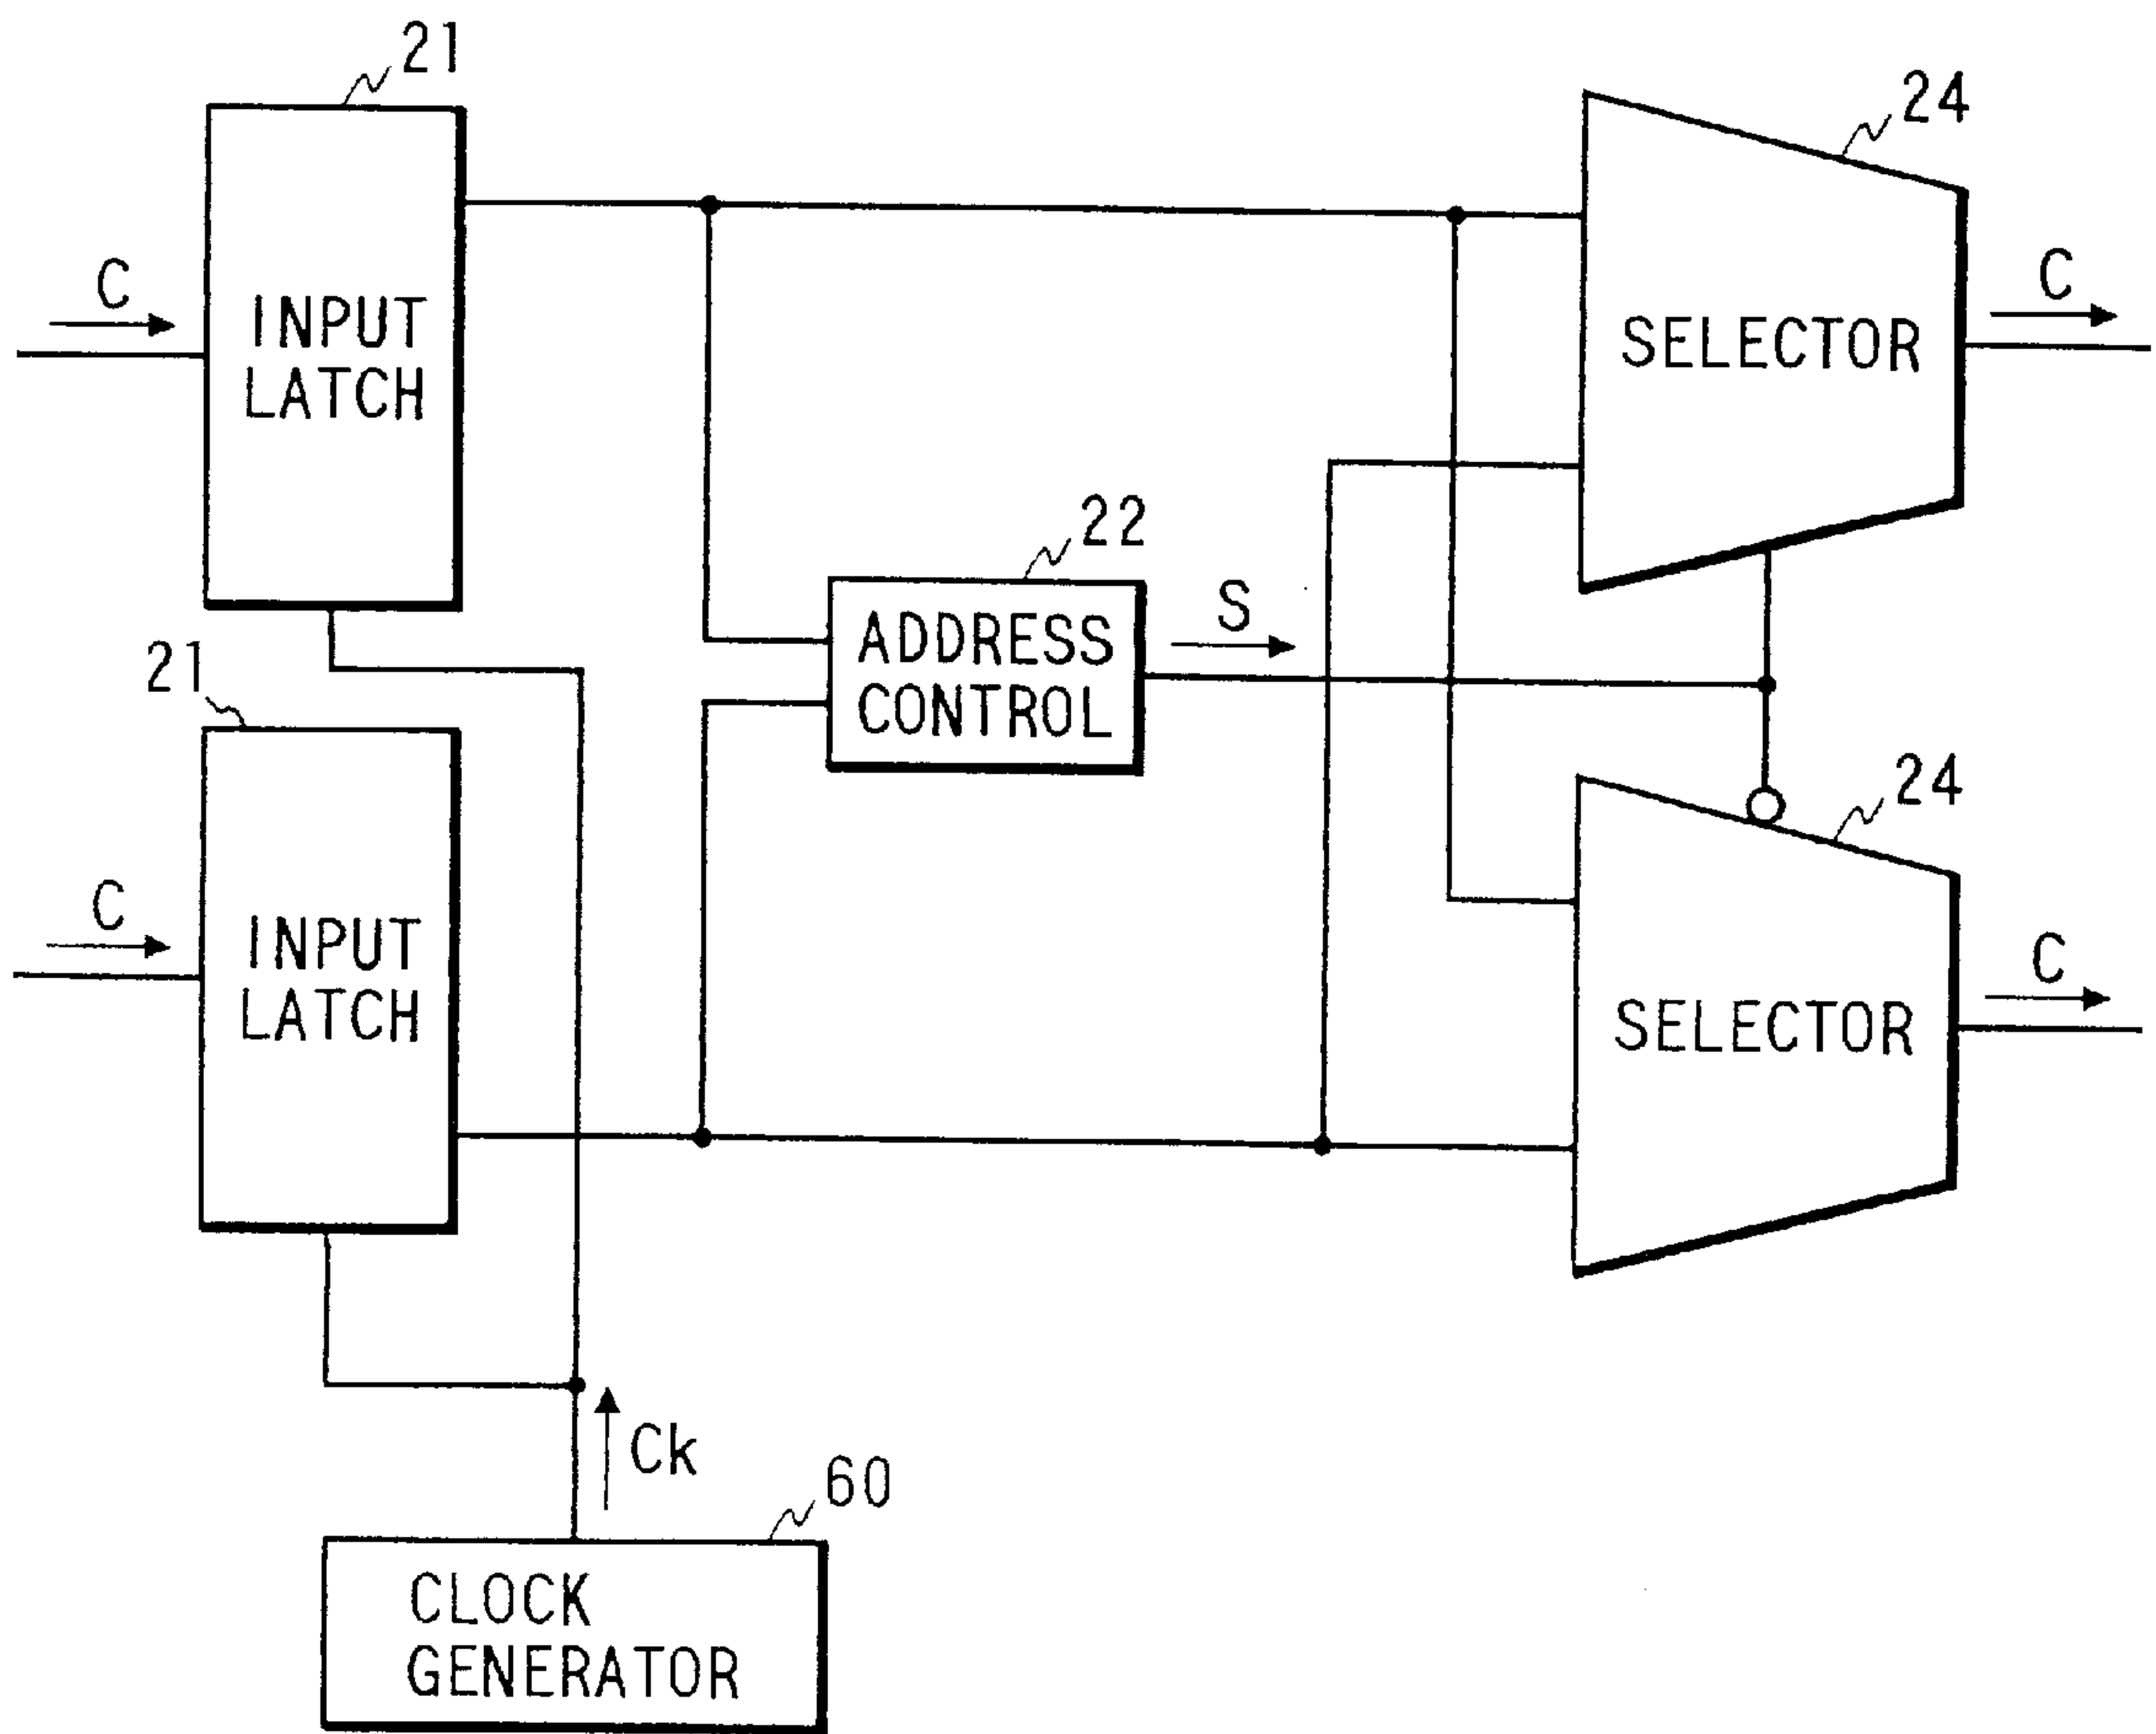 21
24
C
INPUT
LATCH
SELECTOR
C
22
ADDRESS
CONTROL
S
21
24
C
INPUT
LATCH
SELECTOR
C
Ck
60
CLOCK
GENERATOR